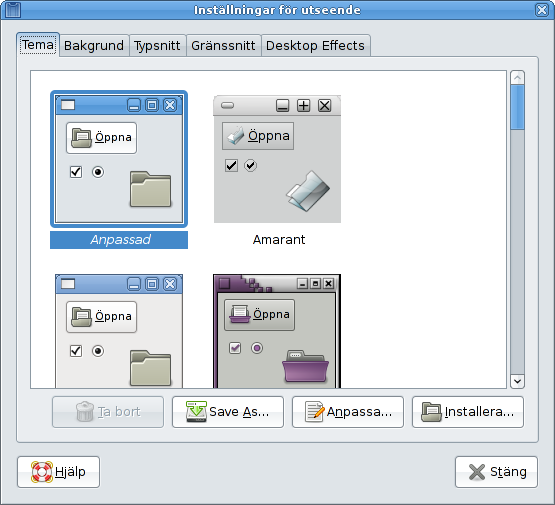 Inställningar för utseende
Tema Bakgrund Typsnitt Gränssnitt Desktop Effects
Öppna Öppna
Anpassad Amarant
Öppna Öppna
Ta bort Save As... Anpassa... Installera...
Hjälp Stäng